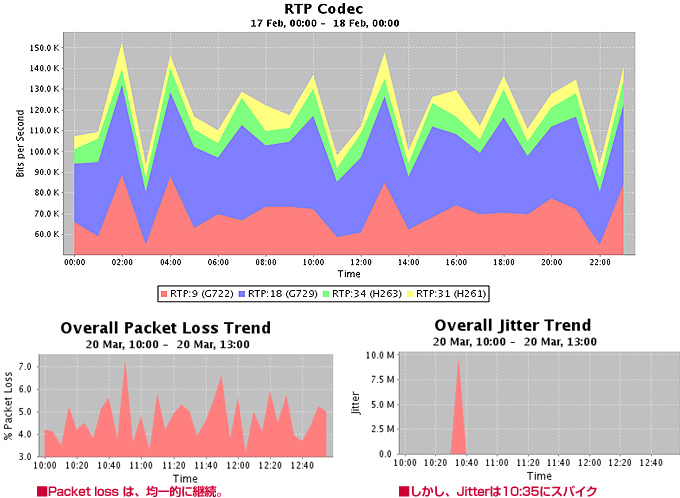 RTP Codec
17 Feb, 00:00 – 18 Feb, 00:00
Bits per Second
150.0 K
140.0 K
130.0 K
120.0 K
110.0 K
100.0 K
90.0 K
80.0 K
70.0 K
60.0 K
00:00 02:00 04:00 06:00 08:00 10:00 12:00 14:00 16:00 18:00 20:00 22:00
Time
RTP:9 (G722) RTP:18 (G729) RTP:34 (H263) RTP:31 (H261)
Overall Packet Loss Trend
20 Mar, 10:00 – 20 Mar, 13:00
% Packet Loss
7.0
6.0
5.0
4.0
3.0
10:00 10:20 10:40 11:00 11:20 11:40 12:00 12:20 12:40
Time
■Packet loss は、均一的に継続。
Overall Jitter Trend
20 Mar, 10:00 – 20 Mar, 13:00
Jitter
10.0 M
7.5 M
5.0 M
2.5 M
0.0
10:00 10:20 10:40 11:00 11:20 11:40 12:00 12:20 12:40
Time
■しかし、Jitterは10:35にスパイク